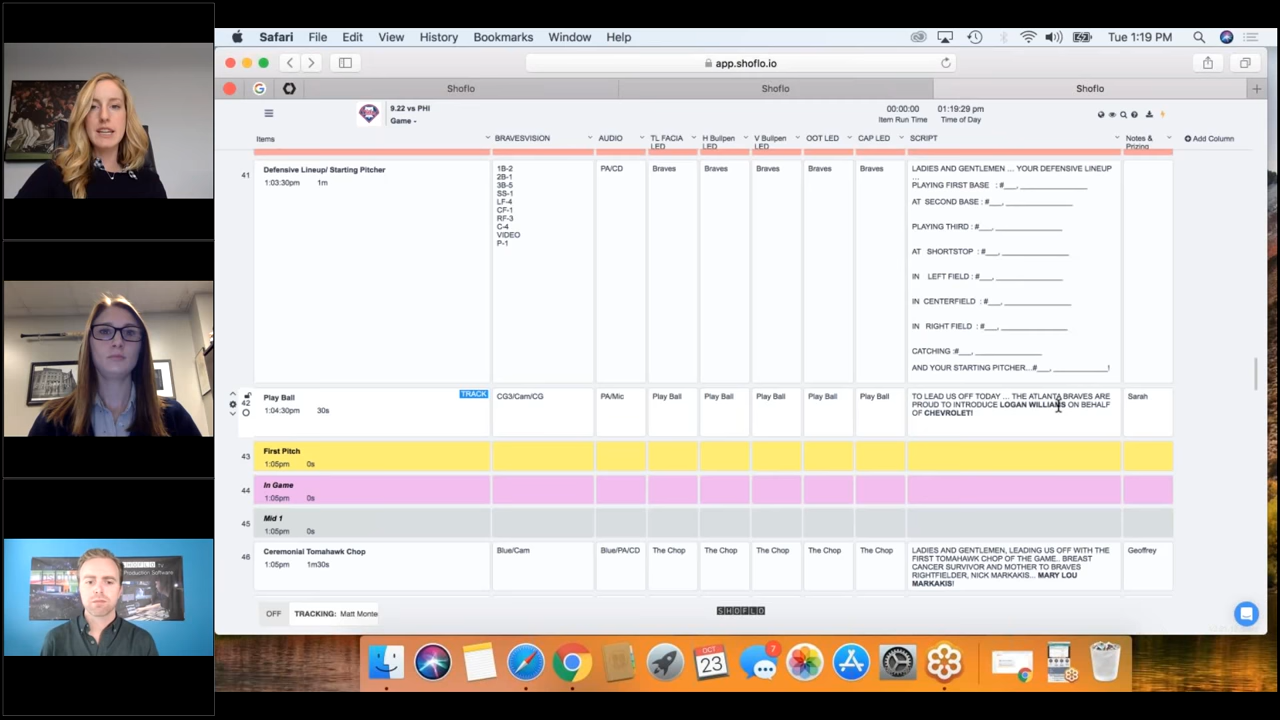 Safari File Edit View History Bookmarks Window Help
Tue 1:19 PM
app.shoflo.io
Shoflo
Shoflo
Shoflo
9.22 vs PHI
Game
00:00:00
Item Run Time
01:19:29 pm
Time of Day
Items
BRAVESVISION
AUDIO
TL FACIA
LED
H Bullpen
LED
V Bullpen
LED
OOT LED
CAP LED
SCRIPT
Notes &
Prizing
Add Column
41
Defensive Lineup/ Starting Pitcher
1:03:30pm 1m
1B-2
2B-1
3B-5
SS-1
LF-4
CF-1
RF-3
C-4
VIDEO
P-1
PA/CD
Braves
Braves
Braves
Braves
Braves
LADIES AND GENTLEMEN ... YOUR DEFENSIVE LINEUP
...
PLAYING FIRST BASE : #___, ______________
AT SECOND BASE : #___, ______________
PLAYING THIRD : #___, ______________
AT SHORTSTOP : #___, ______________
IN LEFT FIELD : #___, ______________
IN CENTERFIELD : #___, ______________
IN RIGHT FIELD : #___, ______________
CATCHING :#___, ______________
AND YOUR STARTING PITCHER...#___, ____________!
42
Play Ball
TRACK
1:04:30pm 30s
CG3/Cam/CG
PA/Mic
Play Ball
Play Ball
Play Ball
Play Ball
Play Ball
TO LEAD US OFF TODAY ... THE ATLANTA BRAVES ARE
PROUD TO INTRODUCE LOGAN WILLIAMS ON BEHALF
OF CHEVROLET!
Sarah
43
First Pitch
1:05pm 0s
44
In Game
1:05pm 0s
45
Mid 1
1:05pm 0s
46
Ceremonial Tomahawk Chop
1:05pm 1m30s
Blue/Cam
Blue/PA/CD
The Chop
The Chop
The Chop
The Chop
The Chop
LADIES AND GENTLEMEN, LEADING US OFF WITH THE
FIRST TOMAHAWK CHOP OF THE GAME.. BREAST
CANCER SURVIVOR AND MOTHER TO BRAVES
RIGHTFIELDER, NICK MARKAKIS... MARY LOU
MARKAKIS!
Geoffrey
OFF
TRACKING: Matt Monte
SHOFLO
OCT
23
7